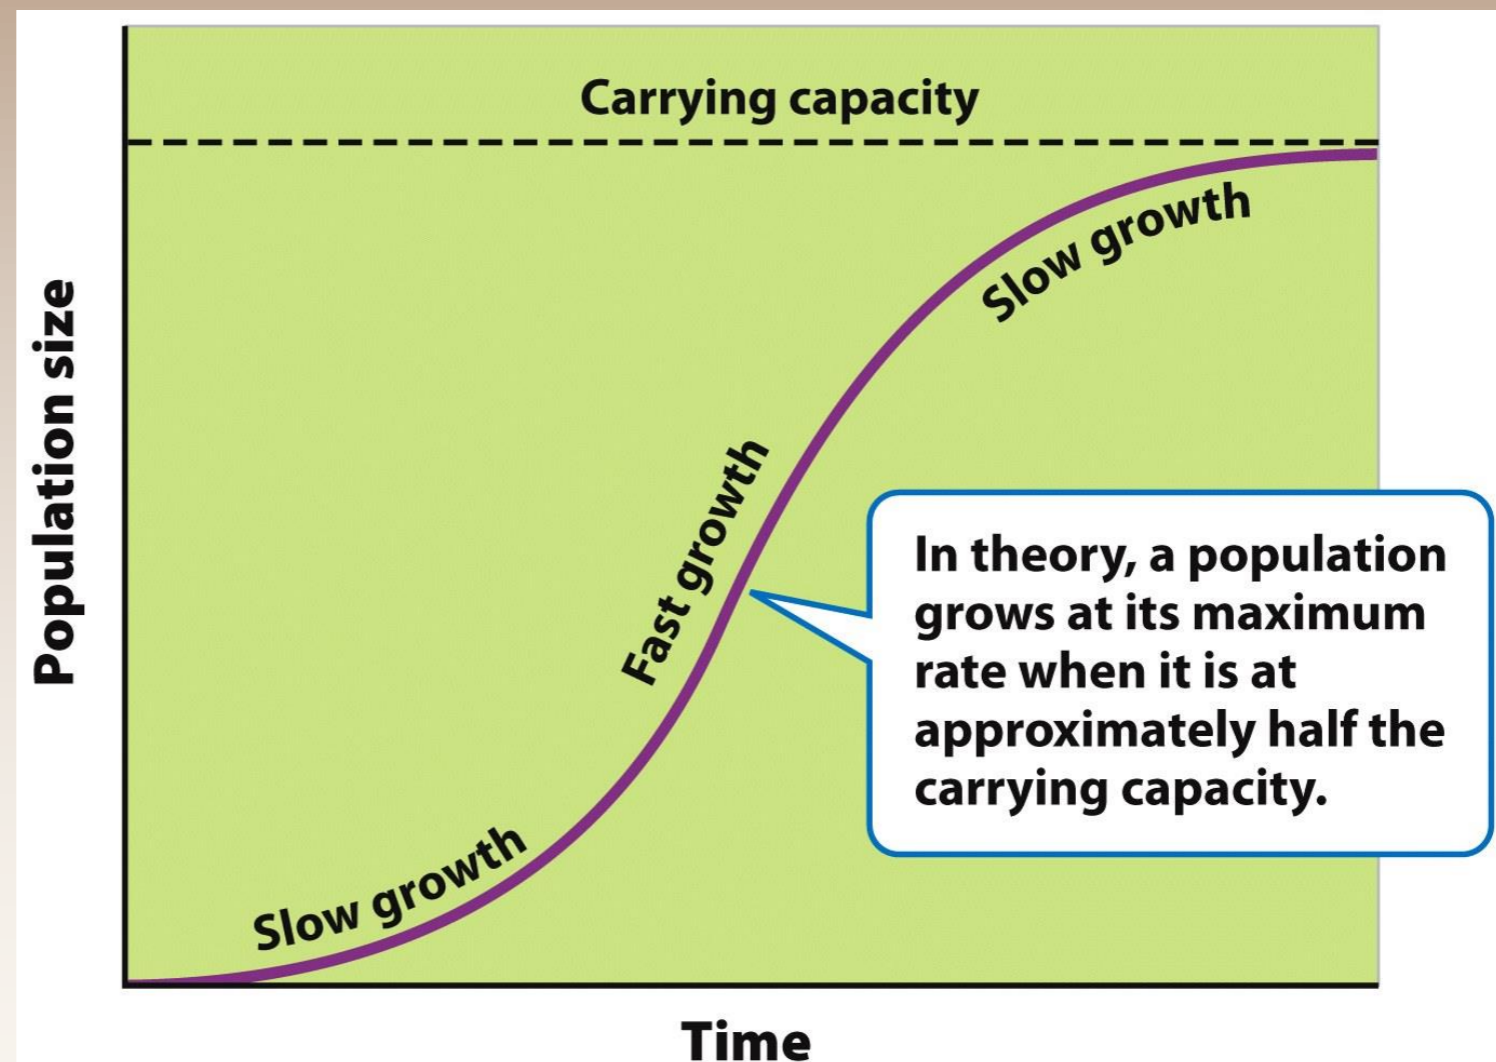 Carrying capacity
Slow growth
Population size
Fast growth
In theory, a population
grows at its maximum
rate when it is at
approximately half the
carrying capacity.
Slow growth
Time